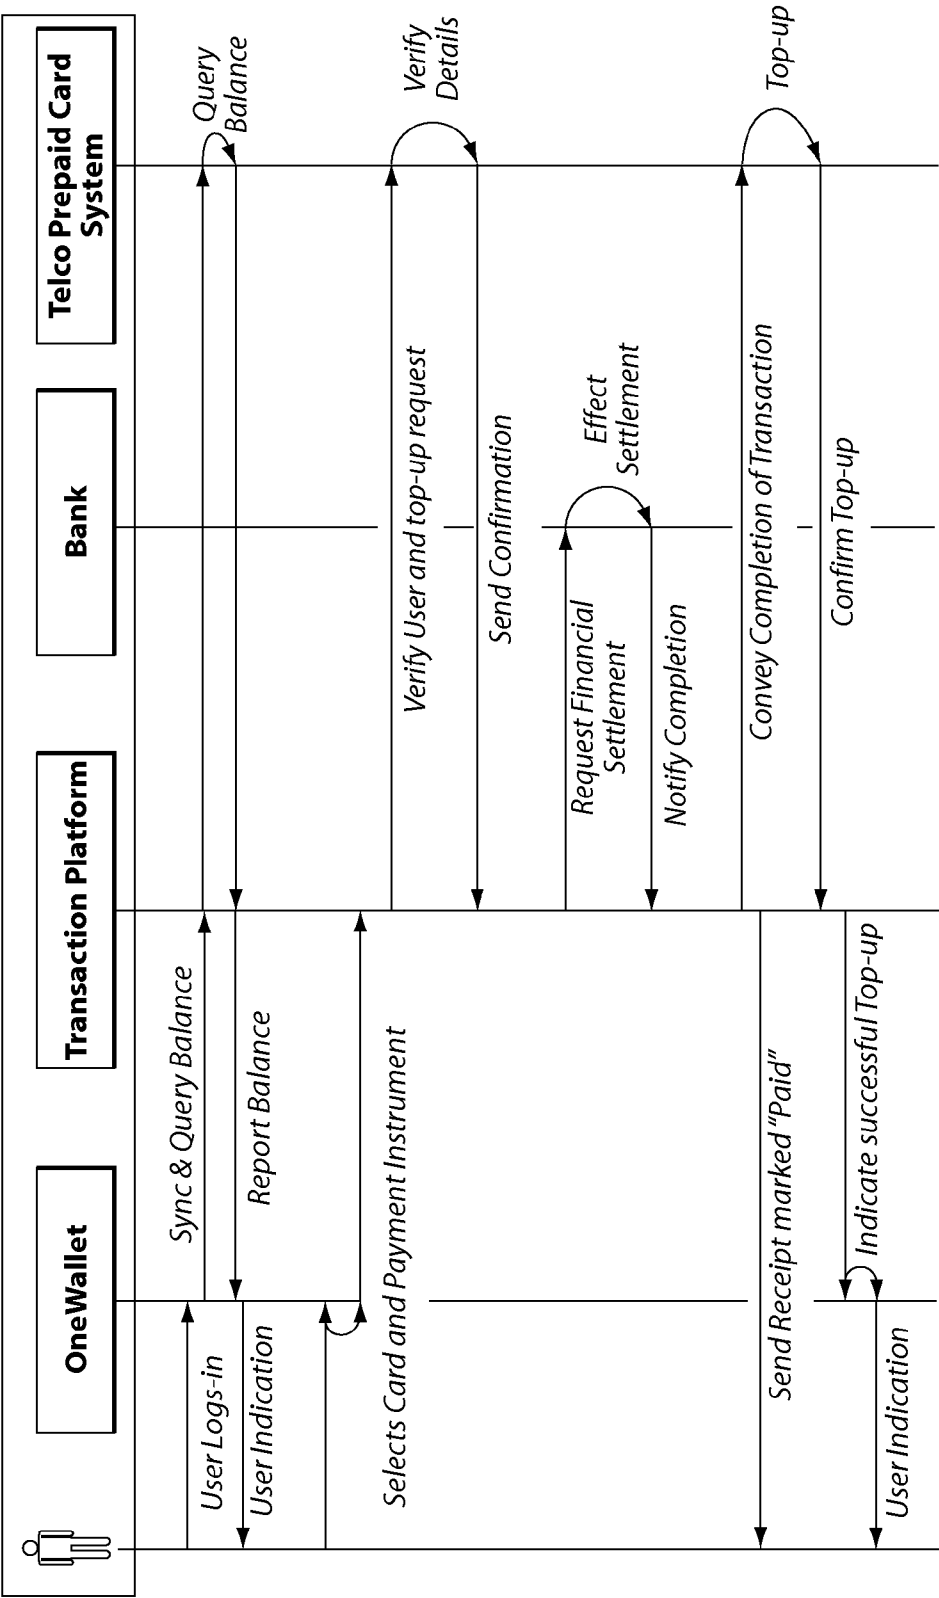 OneWallet
Transaction Platform
Bank
Telco Prepaid Card
System
User Logs-in
Sync & Query Balance
Query
Balance
Report Balance
User Indication
Selects Card and Payment Instrument
Verify User and top-up request
Verify
Details
Send Confirmation
Request Financial
Settlement
Effect
Settlement
Notify Completion
Convey Completion of Transaction
Top-up
Send Receipt marked “Paid”
Confirm Top-up
Indicate successful Top-up
User Indication